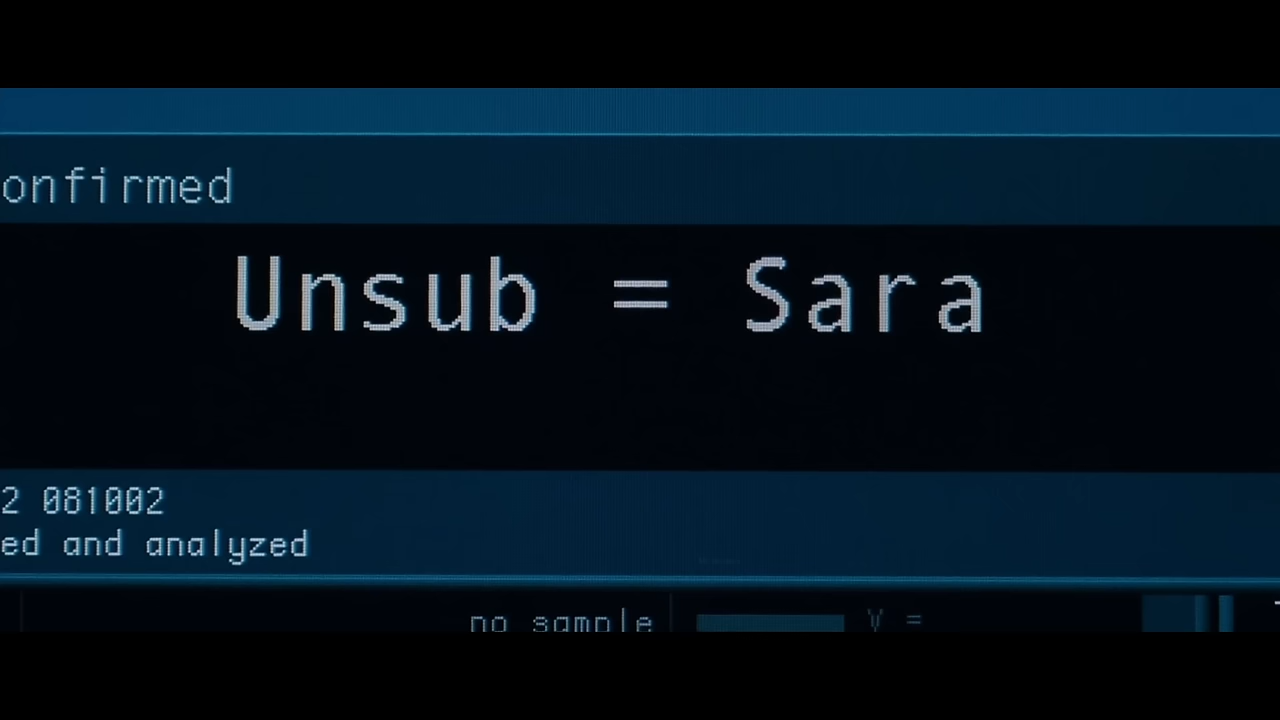 onfirmed
Unsub = Sara
2 081002
ed and analyzed
no sample
V =